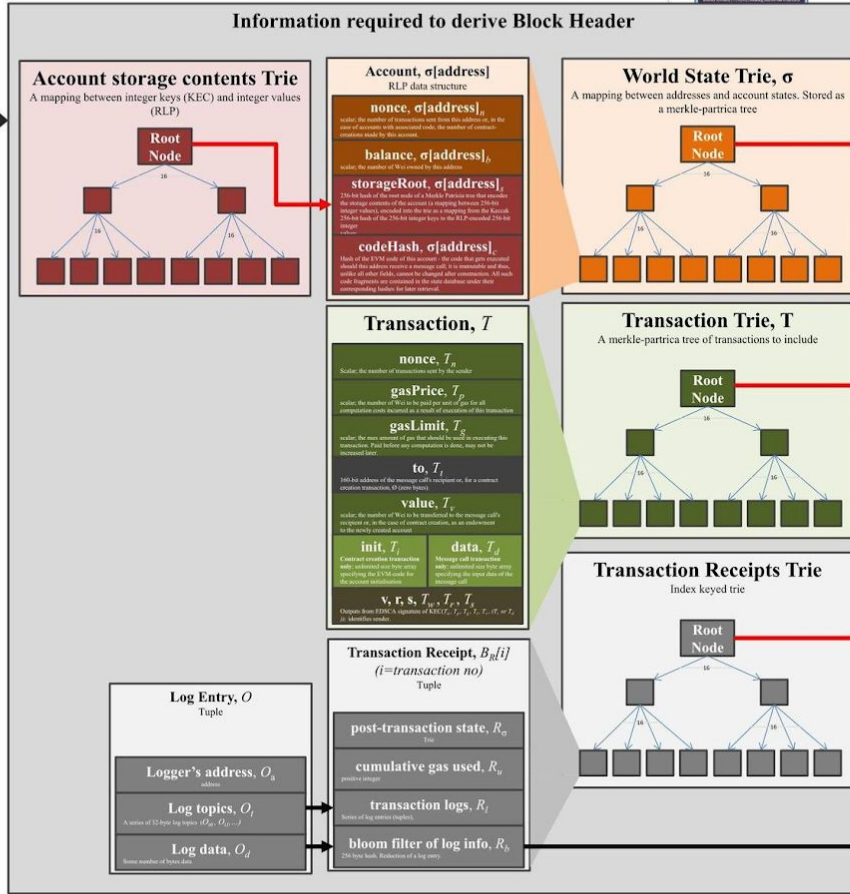 Information required to derive Block Header
Account storage contents Trie
A mapping between integer keys (KEC) and integer values
(RLP)
Root
Node
16
16
16
Account, σ[address]
RLP data structure
nonce, σ[address]n
scalar, the number of transactions sent from this address or, in the
case of accounts with associated code, the number of contract-
creations made by this account.
balance, σ[address]b
scalar, the number of Wei owned by this address
storageRoot, σ[address]s
256-bit hash of the root node of a Merkle Patricia tree that encodes
the storage contents of the account (a mapping between 256-bit
integer values), encoded into the trie as a mapping from the Keccak
256-bit hash of the 256-bit integer keys to the RLP-encoded 256-bit
integer
codeHash, σ[address]c
Hash of the EVM code of this account - the code that gets executed
should this address receive a message call; it is immutable and thus,
unlike all other fields, cannot be changed after construction. All such
code fragments are contained in the state database under their
corresponding hashes for later retrieval.
World State Trie, σ
A mapping between addresses and account states. Stored as
a merkle-partrica tree
Root
Node
16
16
16
Transaction, T
nonce, Tn
Scalar, the number of transactions sent by the sender
gasPrice, Tp
scalar, the number of Wei to be paid per unit of gas for all
computation costs incurred as a result of execution of this transaction
gasLimit, Tg
scalar, the max amount of gas that should be used in executing this
transaction. Paid before any computation is done, may not be
increased later.
to, Tt
160-bit address of the message call's recipient or, for a contract
creation transaction, Ø (zero bytes)
value, Tv
scalar, the number of Wei to be transferred to the message call's
recipient or, in the case of contract creation, as an endowment
to the newly created account
init, Ti
Contract creation transaction
only; unlimited size byte array
specifying the EVM-code for
the account initialisation
data, Td
Message call transaction
only; unlimited size byte array
specifying the input data of the
message call
v, r, s, Tw, Tr, Ts
Outputs from EDSCA signature of KEC
identifies sender.
Transaction Trie, T
A merkle-partrica tree of transactions to include
Root
Node
16
16
16
Transaction Receipts Trie
Index keyed trie
Root
Node
16
16
16
Log Entry, O
Tuple
Logger's address, Oa
address
Log topics, Ot
A series of 32-byte log topics
Log data, Od
Some number of bytes data
Transaction Receipt, BR[i]
(i=transaction no)
Tuple
post-transaction state, Rσ
Trie
cumulative gas used, Ru
positive integer
transaction logs, Rl
Series of log entries (tuples),
bloom filter of log info, Rb
256 byte hash. Reduction of a log entry.